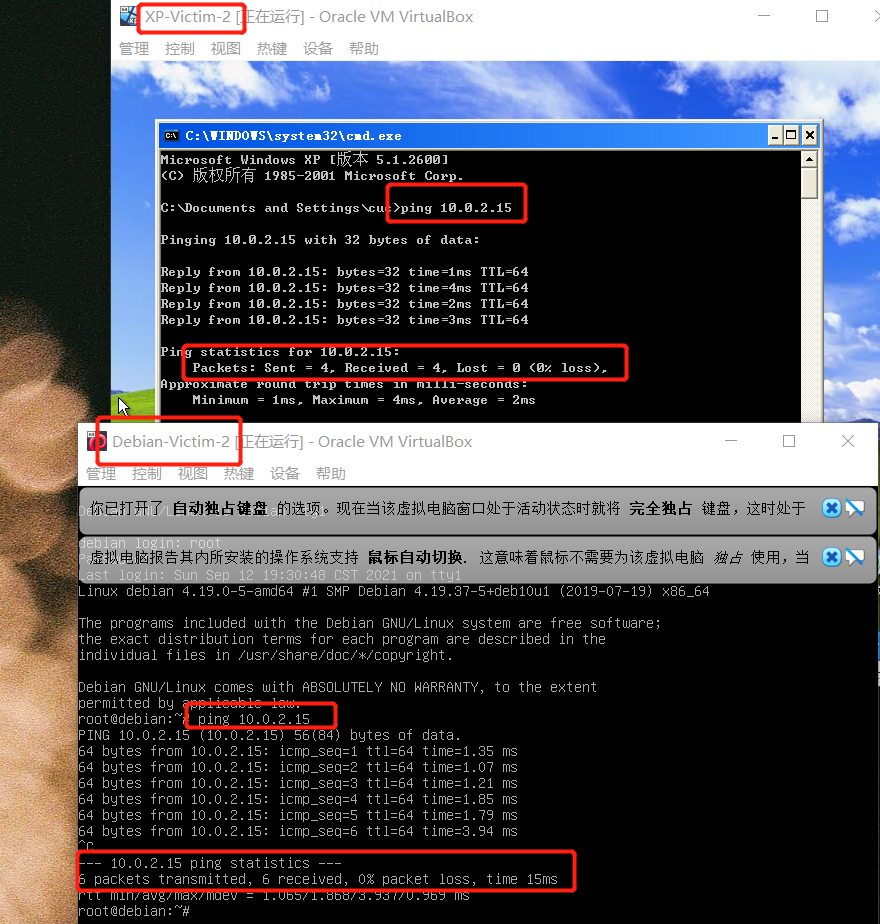 XP-Victim-2 [正在运行] - Oracle VM VirtualBox
管理 控制 视图 热键 设备 帮助
C:\WINDOWS\system32\cmd.exe
Microsoft Windows XP [版本 5.1.2600]
(C) 版权所有 1985-2001 Microsoft Corp.
C:\Documents and Settings\cuc>ping 10.0.2.15
Pinging 10.0.2.15 with 32 bytes of data:
Reply from 10.0.2.15: bytes=32 time=1ms TTL=64
Reply from 10.0.2.15: bytes=32 time=4ms TTL=64
Reply from 10.0.2.15: bytes=32 time=2ms TTL=64
Reply from 10.0.2.15: bytes=32 time=3ms TTL=64
Ping statistics for 10.0.2.15:
Packets: Sent = 4, Received = 4, Lost = 0 (0% loss),
Approximate round trip times in milli-seconds:
Minimum = 1ms, Maximum = 4ms, Average = 2ms
Debian-Victim-2 [正在运行] - Oracle VM VirtualBox
管理 控制 视图 热键 设备 帮助
你已打开了 自动独占键盘 的选项。现在当该虚拟电脑窗口处于活动状态时就将 完全独占 键盘，这时处于
debian login: root
虚拟电脑报告其内所安装的操作系统支持 鼠标自动切换. 这意味着鼠标不需要为该虚拟电脑 独占 使用，当
Last login: Sun Sep 12 19:30:48 CST 2021 on tty1
Linux debian 4.19.0-5-amd64 #1 SMP Debian 4.19.37-5+deb10u1 (2019-07-19) x86_64
The programs included with the Debian GNU/Linux system are free software;
the exact distribution terms for each program are described in the
individual files in /usr/share/doc/*/copyright.
Debian GNU/Linux comes with ABSOLUTELY NO WARRANTY, to the extent
permitted by applicable law.
root@debian:~# ping 10.0.2.15
PING 10.0.2.15 (10.0.2.15) 56(84) bytes of data.
64 bytes from 10.0.2.15: icmp_seq=1 ttl=64 time=1.35 ms
64 bytes from 10.0.2.15: icmp_seq=2 ttl=64 time=1.07 ms
64 bytes from 10.0.2.15: icmp_seq=3 ttl=64 time=1.21 ms
64 bytes from 10.0.2.15: icmp_seq=4 ttl=64 time=1.85 ms
64 bytes from 10.0.2.15: icmp_seq=5 ttl=64 time=1.79 ms
64 bytes from 10.0.2.15: icmp_seq=6 ttl=64 time=3.94 ms
^C
--- 10.0.2.15 ping statistics ---
6 packets transmitted, 6 received, 0% packet loss, time 15ms
rtt min/avg/max/mdev = 1.065/1.868/3.937/0.969 ms
root@debian:~#